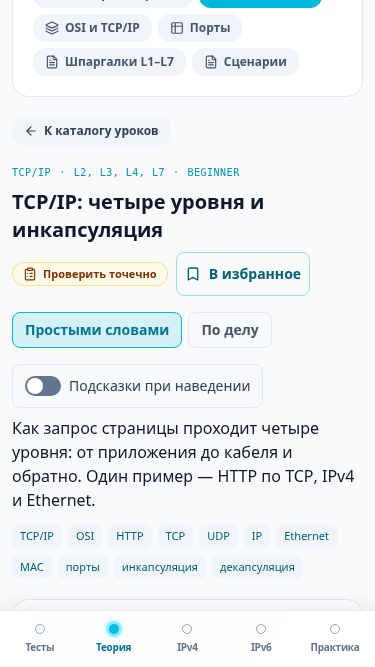 OSI и TCP/IP
Порты
Шпаргалки L1–L7
Сценарии
К каталогу уроков
TCP/IP · L2, L3, L4, L7 · BEGINNER
TCP/IP: четыре уровня и
инкапсуляция
Проверить точечно
В избранное
Простыми словами
По делу
Подсказки при наведении
Как запрос страницы проходит четыре
уровня: от приложения до кабеля и
обратно. Один пример — HTTP по TCP, IPv4
и Ethernet.
TCP/IP OSI HTTP TCP UDP IP Ethernet
MAC порты инкапсуляция декапсуляция
Тесты Теория IPv4 IPv6 Практика